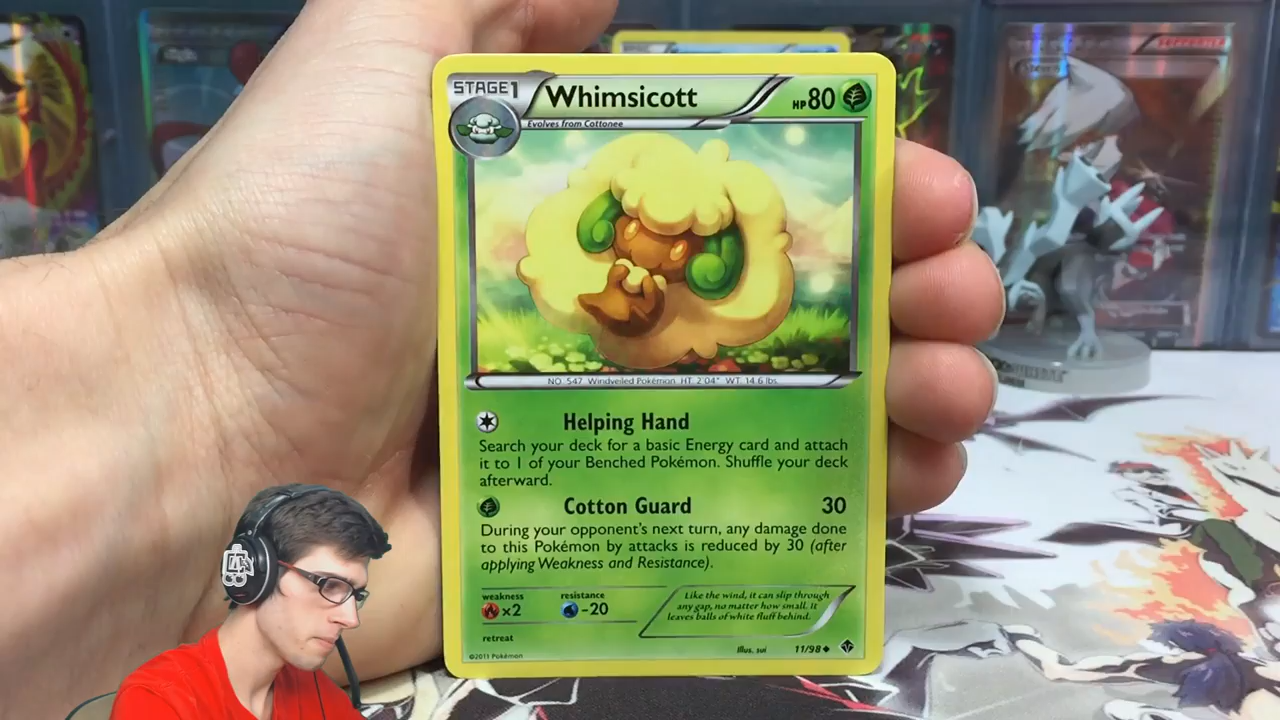 STAGE1
Whimsicott
HP80
Evolves from Cottonee
NO. 547 Windveiled Pokémon HT. 2'04" WT. 14.6 lbs.
Helping Hand
Search your deck for a basic Energy card and attach
it to 1 of your Benched Pokémon. Shuffle your deck
afterward.
Cotton Guard 30
During your opponent's next turn, any damage done
to this Pokémon by attacks is reduced by 30 (after
applying Weakness and Resistance).
weakness
×2
resistance
-20
retreat
Like the wind, it can slip through
any gap, no matter how small. It
leaves balls of white fluff behind.
Illus. sui
11/98
©2011 Pokémon